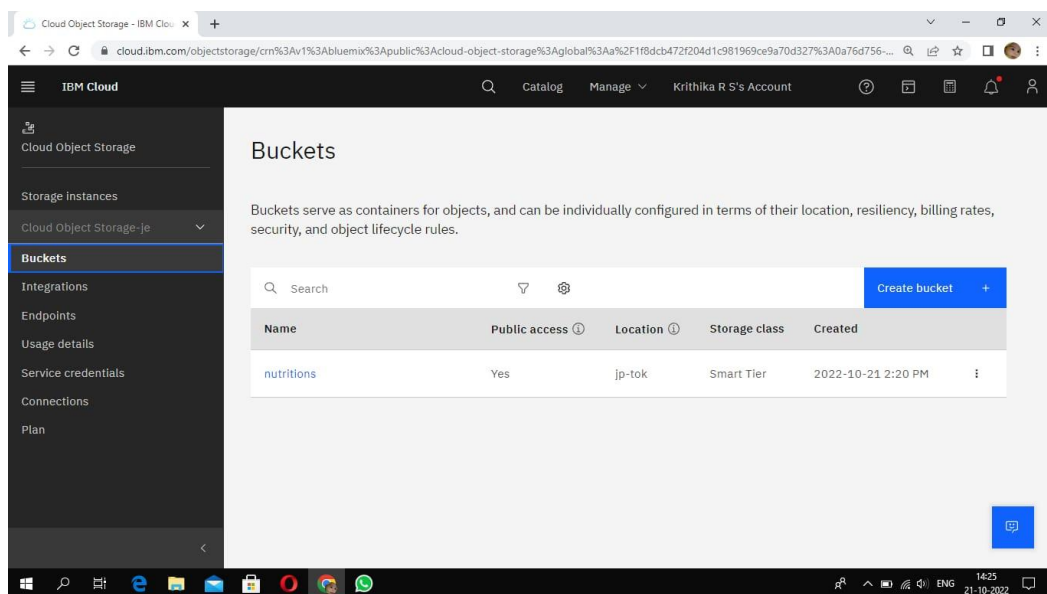 Cloud Object Storage - IBM Clou
cloud.ibm.com/objectstorage/crn%3Av1%3Abluemix%3Apublic%3Acloud-object-storage%3Aglobal%3Aa%2F1f8dcb472f204d1c981969ce9a70d327%3A0a76d756-...
IBM Cloud
Catalog
Manage
Krithika R S's Account
Cloud Object Storage
Storage instances
Cloud Object Storage-je
Buckets
Integrations
Endpoints
Usage details
Service credentials
Connections
Plan
Buckets
Buckets serve as containers for objects, and can be individually configured in terms of their location, resiliency, billing rates,
security, and object lifecycle rules.
Search
Create bucket +
Name Public access Location Storage class Created
nutritions Yes jp-tok Smart Tier 2022-10-21 2:20 PM
ENG
14:25
21-10-2022